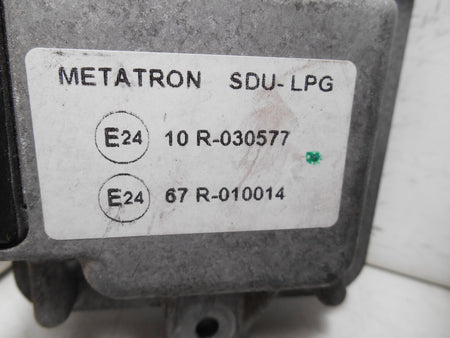 METATRON SDU-LPG
E24 10 R-030577
E24 67 R-010014